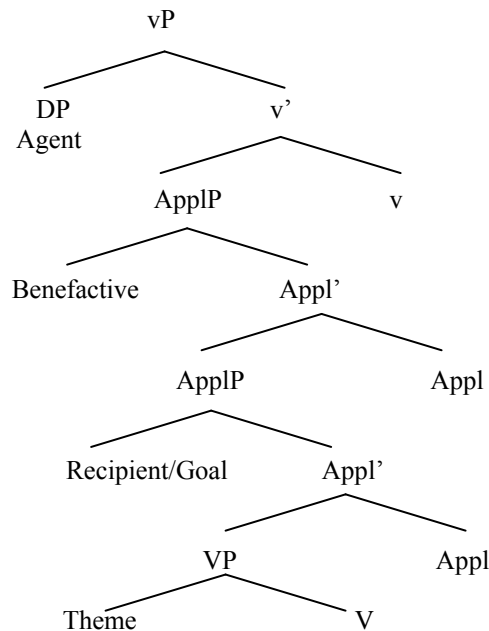 vP
DP v’
Agent
ApplP v
Benefactive Appl’
ApplP Appl
Recipient/Goal Appl’
VP Appl
Theme V